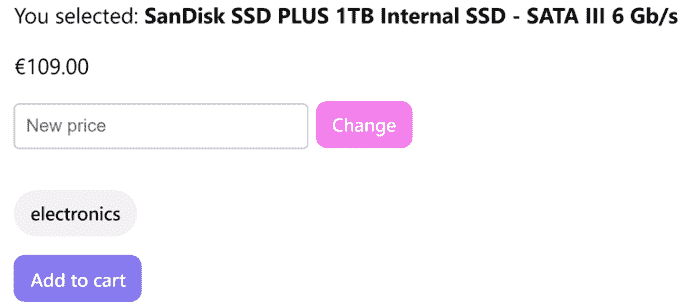 You selected: SanDisk SSD PLUS 1TB Internal SSD - SATA III 6 Gb/s
€109.00
New price Change
electronics
Add to cart